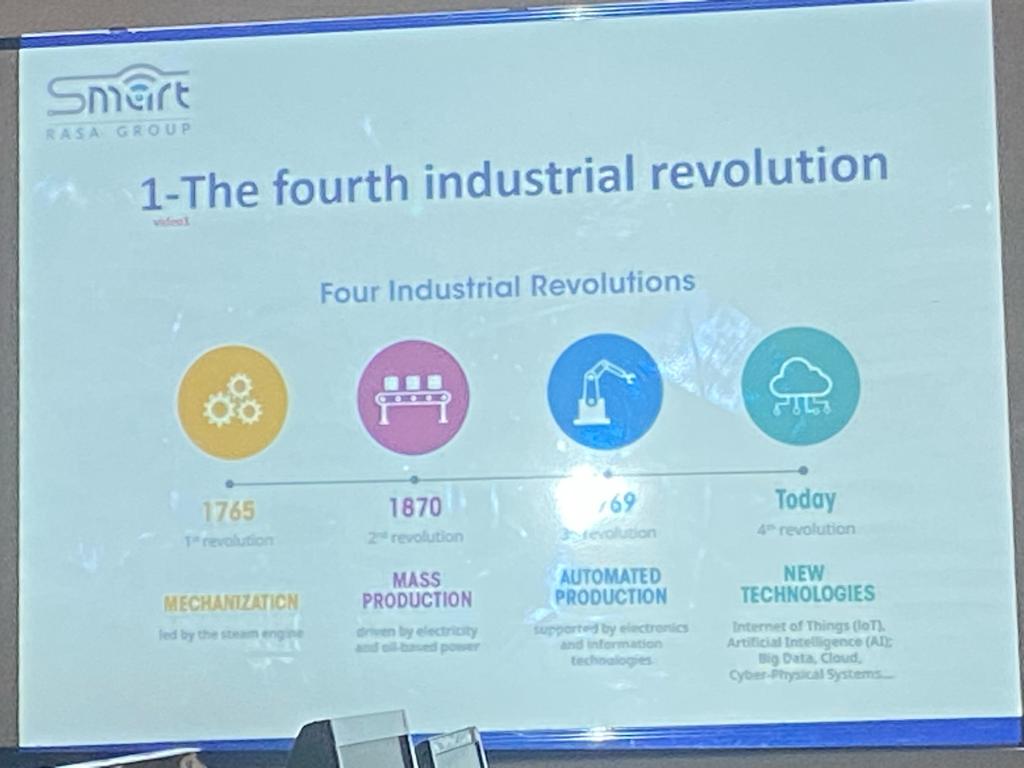 Smart
RASA GROUP
1-The fourth industrial revolution
video1
Four Industrial Revolutions
1765
1870
69
Today
1st revolution
2nd revolution
revolution
4th revolution
MECHANIZATION
MASS
PRODUCTION
AUTOMATED
PRODUCTION
NEW
TECHNOLOGIES
led by the steam engine
driven by electricity
and oil-based power
supported by electronics
and information
technologies
Internet of Things (IoT),
Artificial Intelligence (AI),
Big Data, Cloud,
Cyber-Physical Systems...